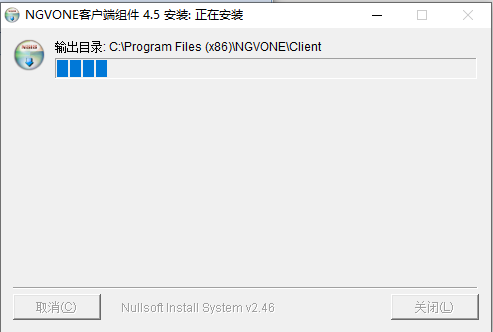 NGVONE客户端组件 4.5 安装: 正在安装
输出目录: C:\Program Files (x86)\NGVONE\Client
取消(C)
Nullsoft Install System v2.46
关闭(L)